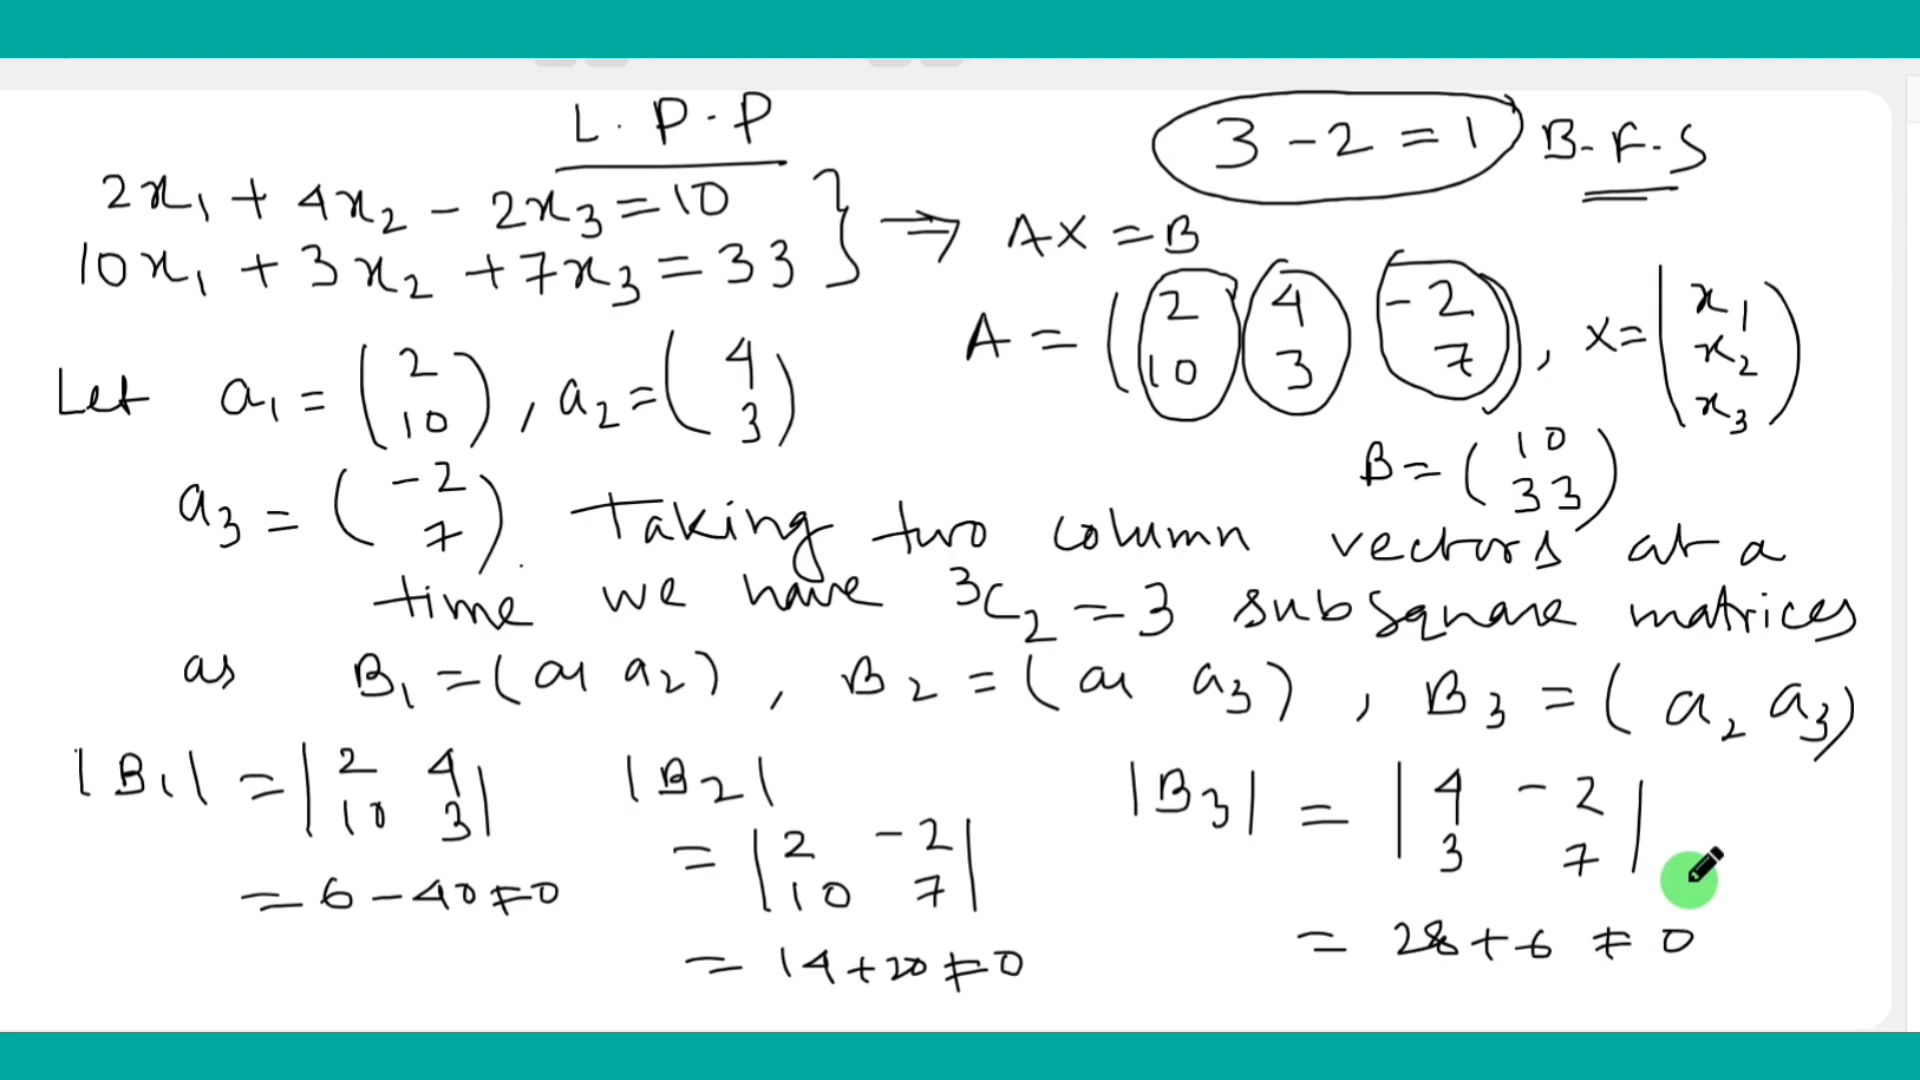 L.P.P
3 - 2 = 1 B.F.S
2x₁ + 4x₂ - 2x₃ = 10
10x₁ + 3x₂ + 7x₃ = 33 } ⇒ AX = B
A = (2 4 -2
10 3 7), X = (x₁
x₂
x₃)
Let a₁ = (2
10), a₂ = (4
3)
B = (10
33)
a₃ = (-2
7). Taking two column vectors at a
time we have ³C₂ = 3 subsquare matrices
as B₁ = (a₁ a₂), B₂ = (a₁ a₃), B₃ = (a₂ a₃)
|B₁| = |2 4
10 3|
= 6 - 40 ≠ 0
|B₂|
= |2 -2
10 7|
= 14 + 20 ≠ 0
|B₃| = |4 -2
3 7|
= 28 + 6 ≠ 0